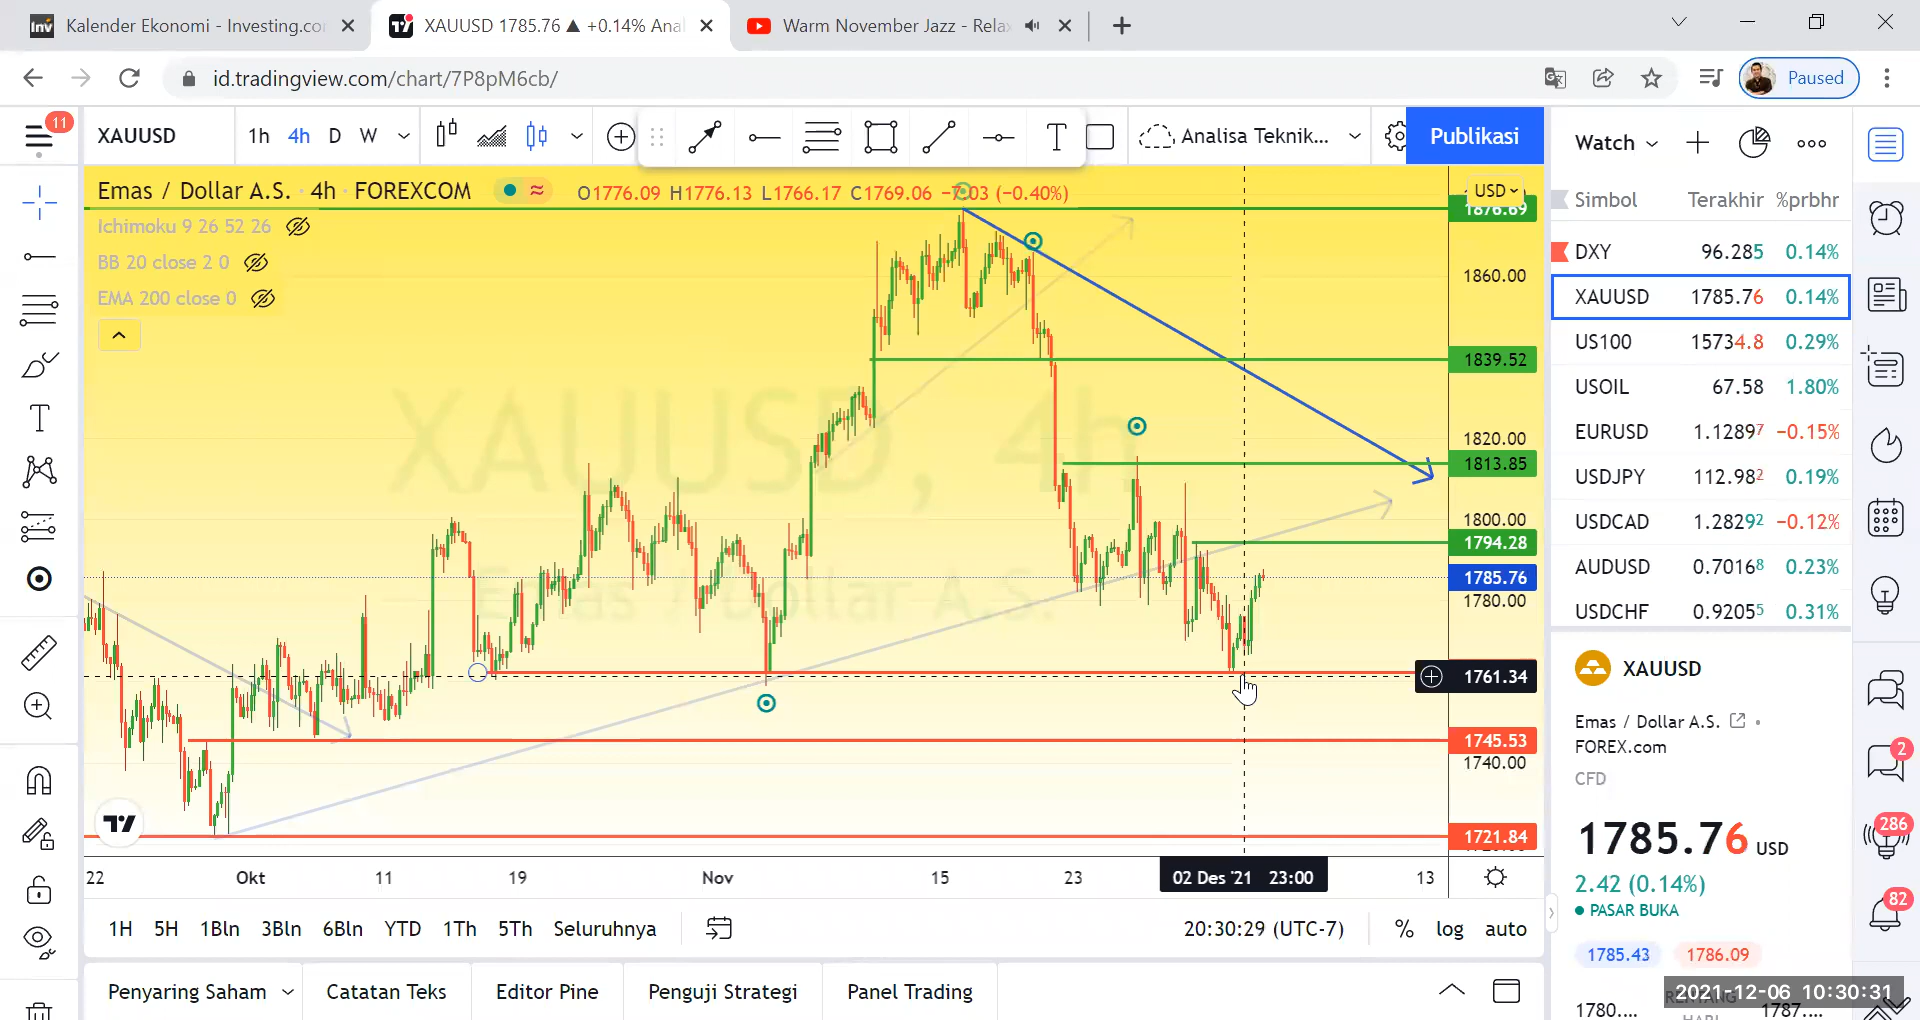 Kalender Ekonomi - Investing.co
XAUUSD 1785.76 ▲ +0.14% Anal
Warm November Jazz - Rela
id.tradingview.com/chart/7P8pM6cb/
Paused
11
XAUUSD
1h 4h D W
Analisa Teknik...
Publikasi
Emas / Dollar A.S. · 4h · FOREXCOM
O1776.09 H1776.13 L1766.17 C1769.06 −7.03 (−0.40%)
USD
Ichimoku 9 26 52 26
BB 20 close 2 0
EMA 200 close 0
XAUUSD, 4h
Emas / Dollar A.S.
1876.69
1860.00
1839.52
1820.00
1813.85
1800.00
1794.28
1785.76
1780.00
1761.34
1745.53
1740.00
1721.84
22 Okt 11 19 Nov 15 23 02 Des '21 23:00 13
1H 5H 1Bln 3Bln 6Bln YTD 1Th 5Th Seluruhnya
20:30:29 (UTC-7) % log auto
Penyaring Saham Catatan Teks Editor Pine Penguji Strategi Panel Trading
Watch
Simbol Terakhir %prbhr
DXY 96.285 0.14%
XAUUSD 1785.76 0.14%
US100 15734.8 0.29%
USOIL 67.58 1.80%
EURUSD 1.12897 −0.15%
USDJPY 112.982 0.19%
USDCAD 1.28292 −0.12%
AUDUSD 0.70168 0.23%
USDCHF 0.92055 0.31%
XAUUSD
Emas / Dollar A.S.
FOREX.com
CFD
1785.76 USD
2.42 (0.14%)
PASAR BUKA
1785.43 1786.09
1780.... 1787....
2
286
82
2021-12-06 10:30:31